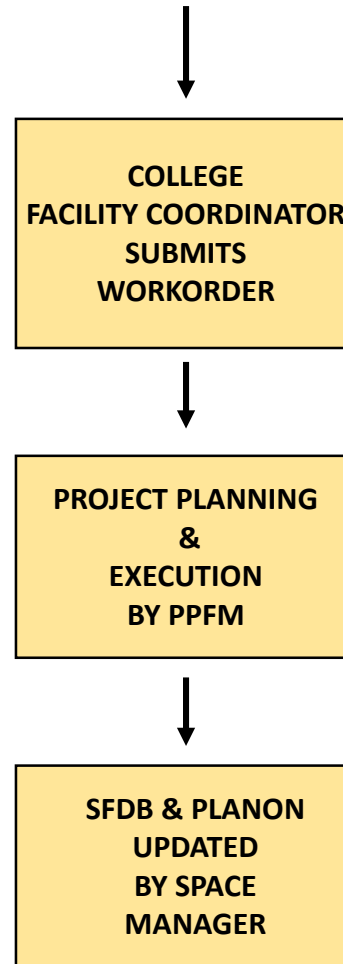 COLLEGE
FACILITY COORDINATOR
SUBMITS
WORKORDER
PROJECT PLANNING
&
EXECUTION
BY PPFM
SFDB & PLANON
UPDATED
BY SPACE
MANAGER